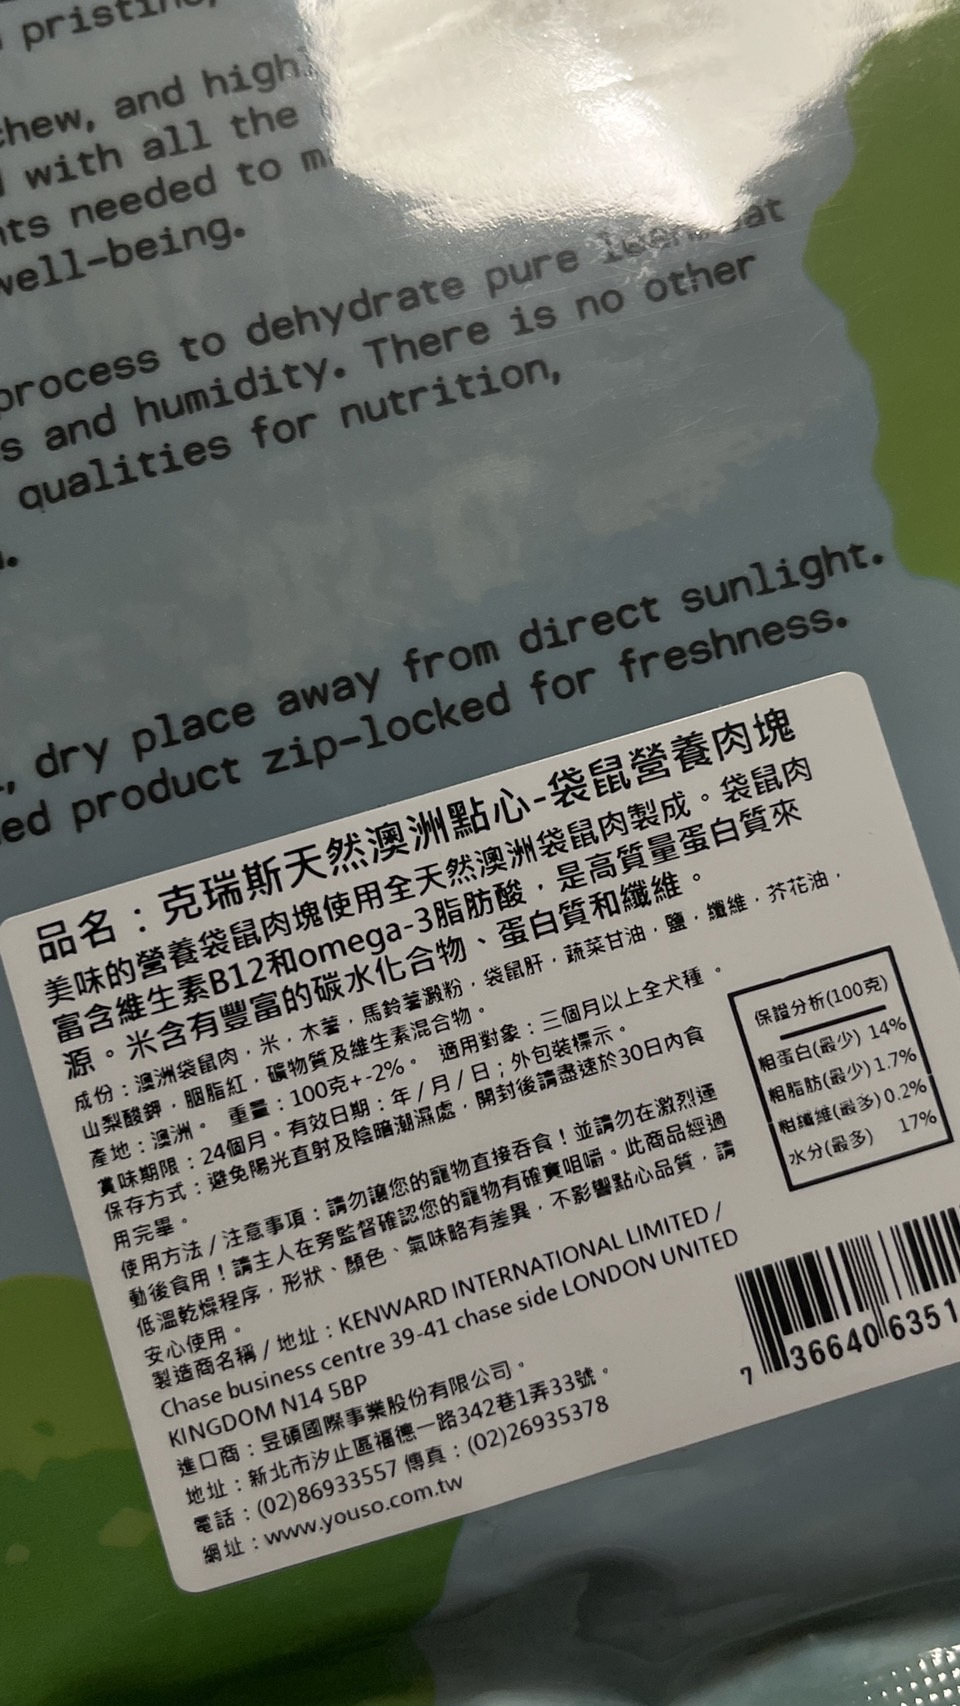 pristine,
chew, and high
with all the
nts needed to m
well-being.
process to dehydrate pure
s and humidity. There is no other
qualities for nutrition,
dry place away from direct sunlight.
ed product zip-locked for freshness.
品名：克瑞斯天然澳洲點心-袋鼠營養肉塊
美味的營養袋鼠肉塊使用全天然澳洲袋鼠肉製成。袋鼠肉
富含維生素B12和omega-3脂肪酸，是高質量蛋白質來
源。米含有豐富的碳水化合物、蛋白質和纖維。
成份：澳洲袋鼠肉，米，木薯，馬鈴薯澱粉，袋鼠肝，蔬菜甘油，鹽，纖維，芥花油，
山梨酸鉀，胭脂紅，礦物質及維生素混合物。
產地：澳洲。 重量：100克+-2%。 適用對象：三個月以上全犬種。
賞味期限：24個月。有效日期：年/月/日；外包裝標示。
保存方式：避免陽光直射及陰暗潮濕處，開封後請盡速於30日內食
用完畢。
使用方法/注意事項：請勿讓您的寵物直接吞食！並請勿在激烈運
動後食用！請主人在旁監督確認您的寵物有確實咀嚼。此商品經過
低溫乾燥程序，形狀、顏色、氣味略有差異，不影響點心品質，請
安心使用。
製造商名稱/地址：KENWARD INTERNATIONAL LIMITED /
Chase business centre 39-41 chase side LONDON UNITED
KINGDOM N14 5BP
進口商：昱碩國際事業股份有限公司。
地址：新北市汐止區福德一路342巷1弄33號。
電話：(02)86933557 傳真：(02)26935378
網址：www.youso.com.tw
保證分析(100克)
粗蛋白(最少) 14%
粗脂肪(最少) 1.7%
粗纖維(最多) 0.2%
水分(最多) 17%
7 36640 6351